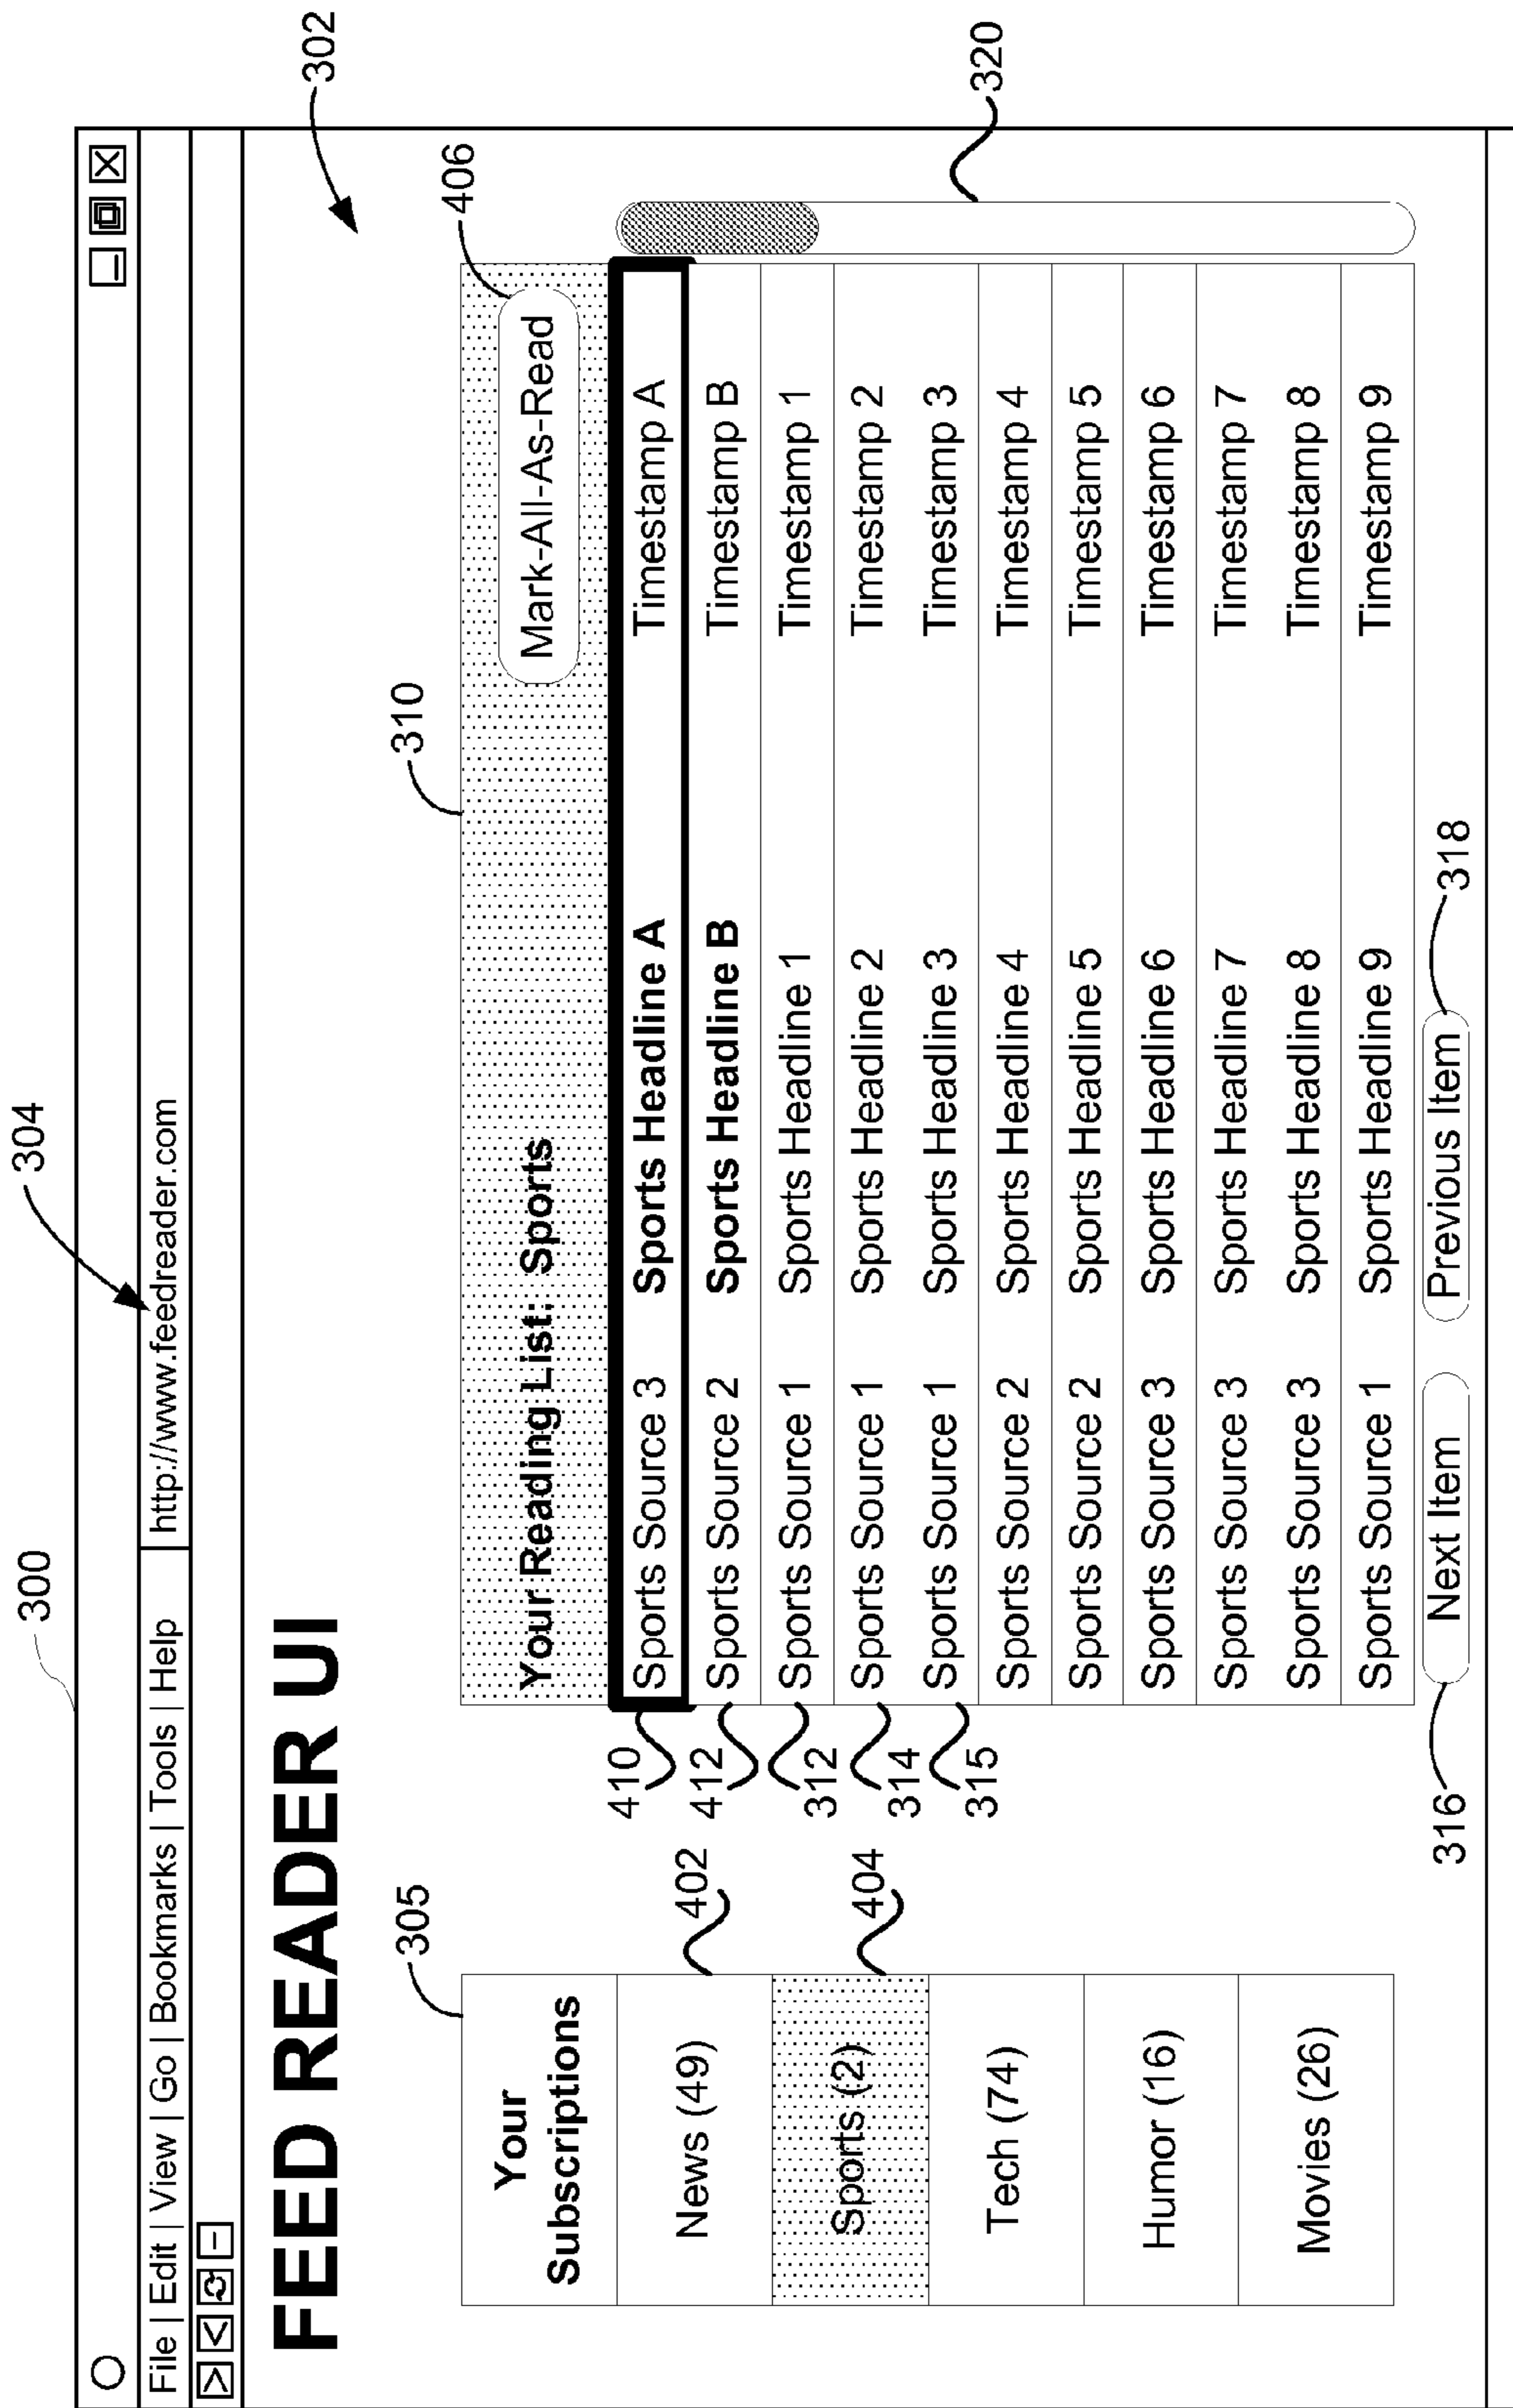 300
304
302
File | Edit | View | Go | Bookmarks | Tools | Help
http://www.feedreader.com
FEED READER UI
305
Your
Subscriptions
News (49)
402
Sports (2)
404
Tech (74)
Humor (16)
Movies (26)
310
406
Your Reading List: Sports
Mark-All-As-Read
410 Sports Source 3 Sports Headline A Timestamp A
412 Sports Source 2 Sports Headline B Timestamp B
312 Sports Source 1 Sports Headline 1 Timestamp 1
314 Sports Source 1 Sports Headline 2 Timestamp 2
315 Sports Source 1 Sports Headline 3 Timestamp 3
Sports Source 2 Sports Headline 4 Timestamp 4
Sports Source 2 Sports Headline 5 Timestamp 5
Sports Source 3 Sports Headline 6 Timestamp 6
Sports Source 3 Sports Headline 7 Timestamp 7
Sports Source 3 Sports Headline 8 Timestamp 8
Sports Source 1 Sports Headline 9 Timestamp 9
320
316 Next Item Previous Item 318